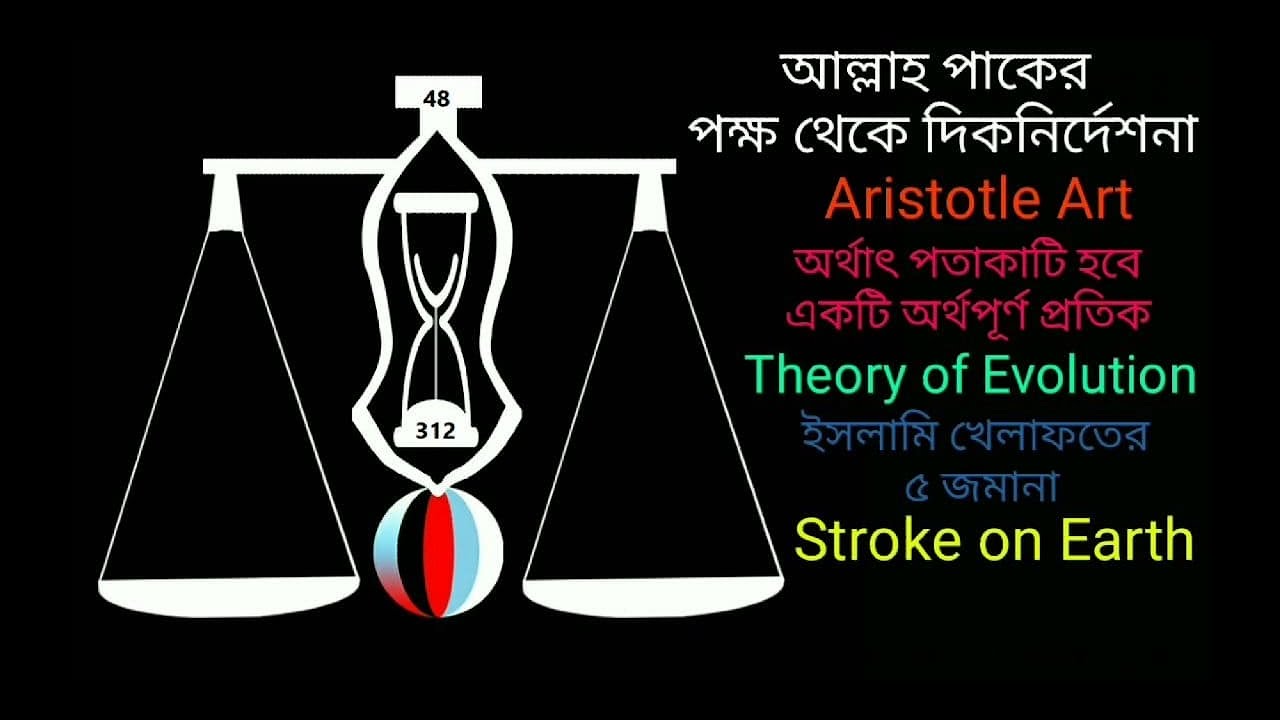 48
312
আল্লাহ পাকের
পক্ষ থেকে দিকনির্দেশনা
Aristotle Art
অর্থাৎ পতাকাটি হবে
একটি অর্থপূর্ণ প্রতিক
Theory of Evolution
ইসলামি খেলাফতের
৫ জমানা
Stroke on Earth